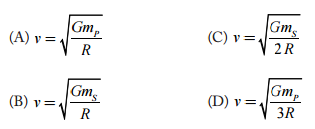 (A) v = √(Gm_P / R)
(B) v = √(Gm_S / R)
(C) v = √(Gm_s / 2R)
(D) v = √(Gm_P / 3R)